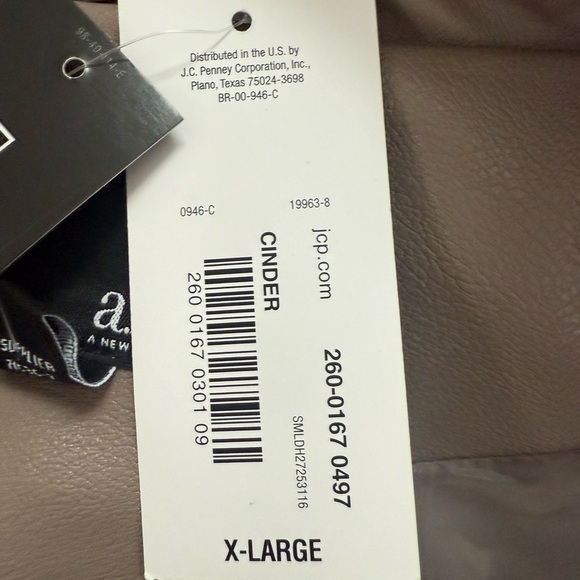 Distributed in the U.S. by
J.C. Penney Corporation, Inc.,
Plano, Texas 75024-3698
BR-00-946-C
0946-C
19963-8
jcp.com
CINDER
260 0167 0301 09
260-0167 0497
SMLDH27253116
X-LARGE
a.
A NEW
SUPPLIER